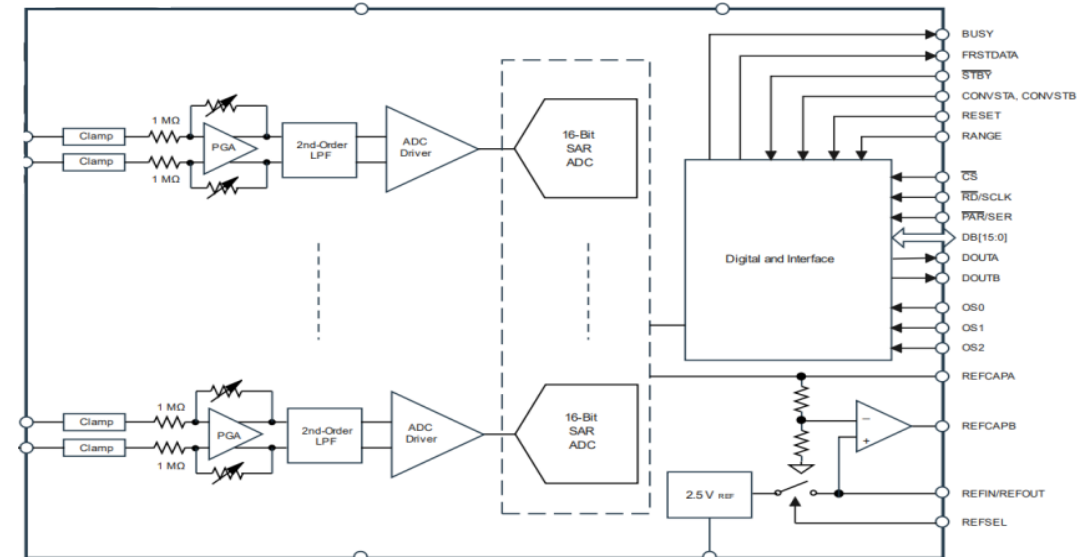 BUSY
FRSTDATA
STBY
CONVSTA, CONVSTB
RESET
RANGE
CS
RD/SCLK
PAR/SER
DB[15:0]
DOUTA
DOUTB
OS0
OS1
OS2
REFCAPA
REFCAPB
REFIN/REFOUT
REFSEL
Clamp
Clamp
1 MΩ
1 MΩ
PGA
2nd-Order
LPF
ADC
Driver
16-Bit
SAR
ADC
Digital and Interface
Clamp
Clamp
1 MΩ
1 MΩ
PGA
2nd-Order
LPF
ADC
Driver
16-Bit
SAR
ADC
2.5 V REF
−
+